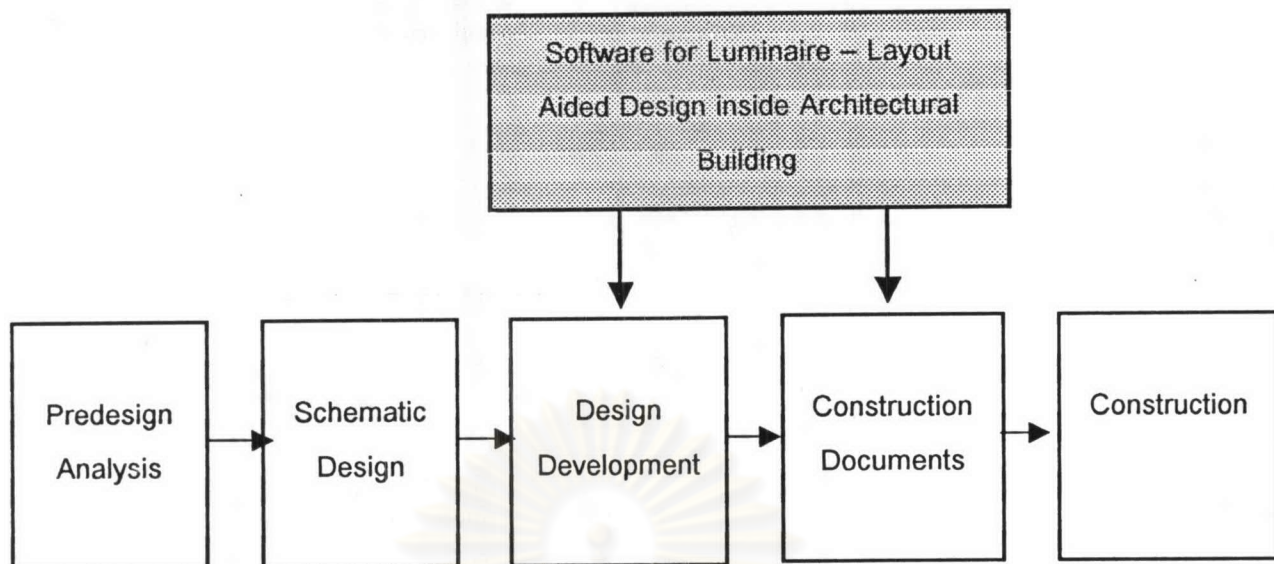 Software for Luminaire – Layout
Aided Design inside Architectural
Building
Predesign
Analysis
Schematic
Design
Design
Development
Construction
Documents
Construction